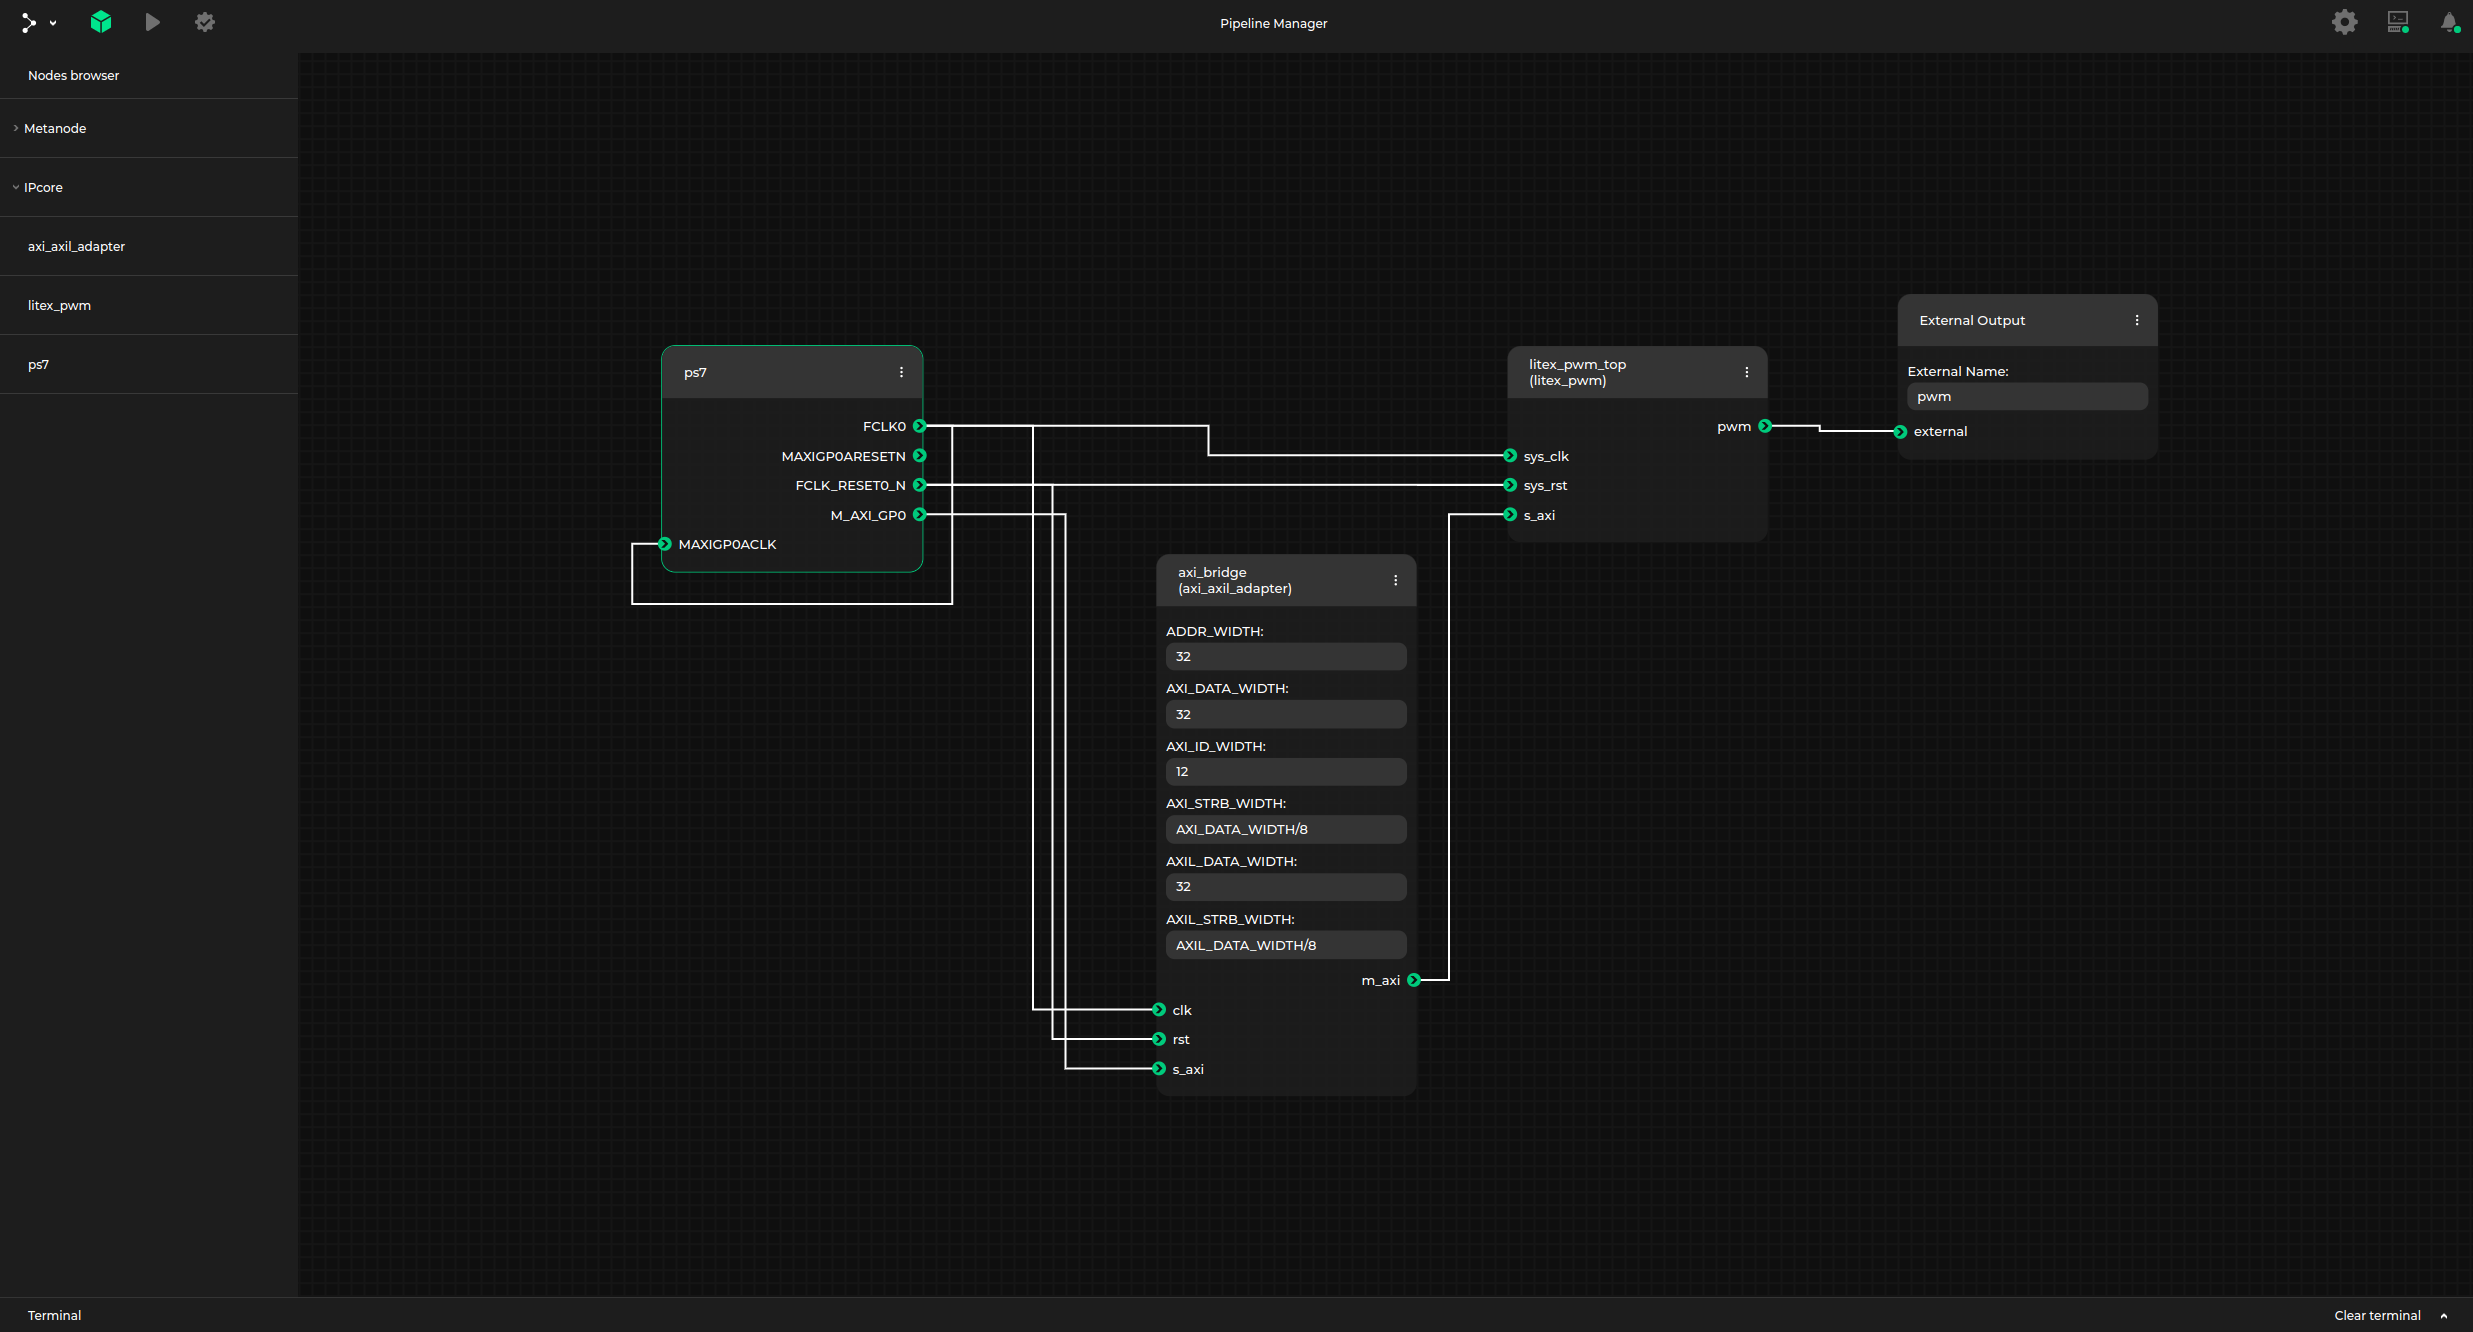 Pipeline Manager
Nodes browser
Metanode
IPcore
axi_axil_adapter
litex_pwm
ps7
ps7
FCLK0
MAXIGP0ARESETN
FCLK_RESET0_N
M_AXI_GP0
MAXIGP0ACLK
axi_bridge
(axi_axil_adapter)
ADDR_WIDTH:
32
AXI_DATA_WIDTH:
32
AXI_ID_WIDTH:
12
AXI_STRB_WIDTH:
AXI_DATA_WIDTH/8
AXIL_DATA_WIDTH:
32
AXIL_STRB_WIDTH:
AXIL_DATA_WIDTH/8
m_axi
clk
rst
s_axi
litex_pwm_top
(litex_pwm)
pwm
sys_clk
sys_rst
s_axi
External Output
External Name:
pwm
external
Terminal
Clear terminal